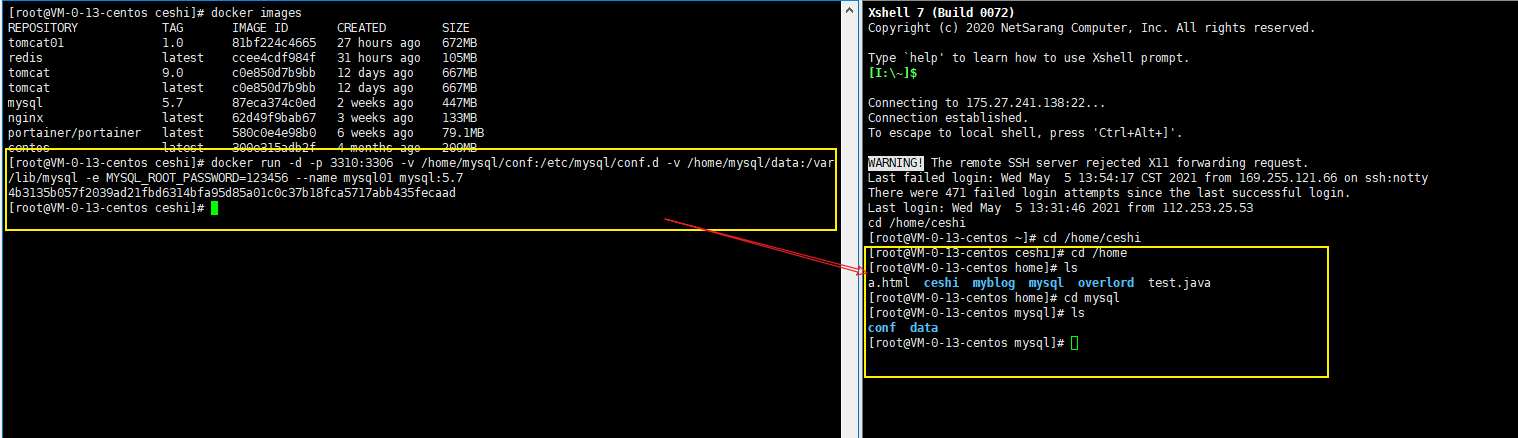 [root@VM-0-13-centos ceshi]# docker images
REPOSITORY TAG IMAGE ID CREATED SIZE
tomcat01 1.0 81bf224c4665 27 hours ago 672MB
redis latest ccee4cdf984f 31 hours ago 105MB
tomcat 9.0 c0e850d7b9bb 12 days ago 667MB
tomcat latest c0e850d7b9bb 12 days ago 667MB
mysql 5.7 87eca374c0ed 2 weeks ago 447MB
nginx latest 62d49f9bab67 3 weeks ago 133MB
portainer/portainer latest 580c0e4e98b0 6 weeks ago 79.1MB
centos latest 300e315adb2f 4 months ago 209MB
[root@VM-0-13-centos ceshi]# docker run -d -p 3310:3306 -v /home/mysql/conf:/etc/mysql/conf.d -v /home/mysql/data:/var
/lib/mysql -e MYSQL_ROOT_PASSWORD=123456 --name mysql01 mysql:5.7
4b3135b057f2039ad21fbd6314bfa95d85a01c0c37b18fca5717abb435fecaad
[root@VM-0-13-centos ceshi]#
Xshell 7 (Build 0072)
Copyright (c) 2020 NetSarang Computer, Inc. All rights reserved.
Type `help' to learn how to use Xshell prompt.
[I:\~]$
Connecting to 175.27.241.138:22...
Connection established.
To escape to local shell, press 'Ctrl+Alt+]'.
WARNING! The remote SSH server rejected X11 forwarding request.
Last failed login: Wed May  5 13:54:17 CST 2021 from 169.255.121.66 on ssh:notty
There were 471 failed login attempts since the last successful login.
Last login: Wed May  5 13:31:46 2021 from 112.253.25.53
cd /home/ceshi
[root@VM-0-13-centos ~]# cd /home/ceshi
[root@VM-0-13-centos ceshi]# cd /home
[root@VM-0-13-centos home]# ls
a.html ceshi myblog mysql overlord test.java
[root@VM-0-13-centos home]# cd mysql
[root@VM-0-13-centos mysql]# ls
conf data
[root@VM-0-13-centos mysql]#